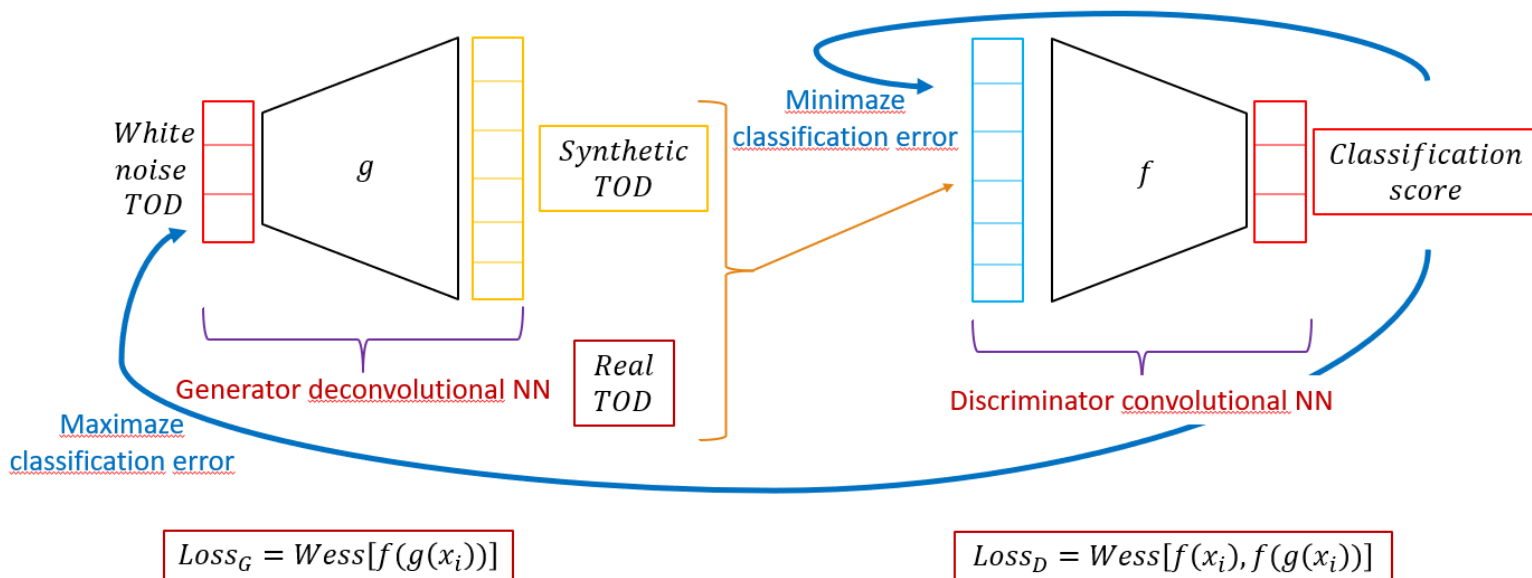 White
noise
TOD
g
Synthetic
TOD
Real
TOD
Generator deconvolutional NN
Maximaze
classification error
Minimaze
classification error
f
Classification
score
Discriminator convolutional NN
Loss_G = Wess[f(g(x_i))]
Loss_D = Wess[f(x_i), f(g(x_i))]